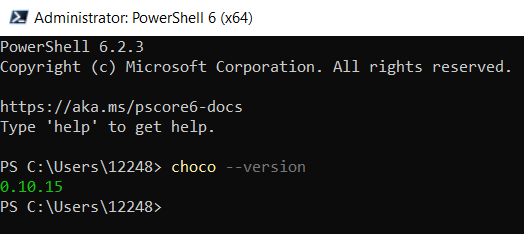 Administrator: PowerShell 6 (x64)
PowerShell 6.2.3
Copyright (c) Microsoft Corporation. All rights reserved.
https://aka.ms/pscore6-docs
Type 'help' to get help.
PS C:\Users\12248> choco --version
0.10.15
PS C:\Users\12248>